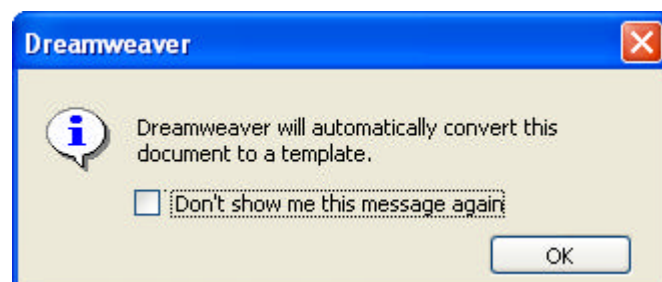 Dreamweaver
Dreamweaver will automatically convert this
document to a template.
Don't show me this message again
OK